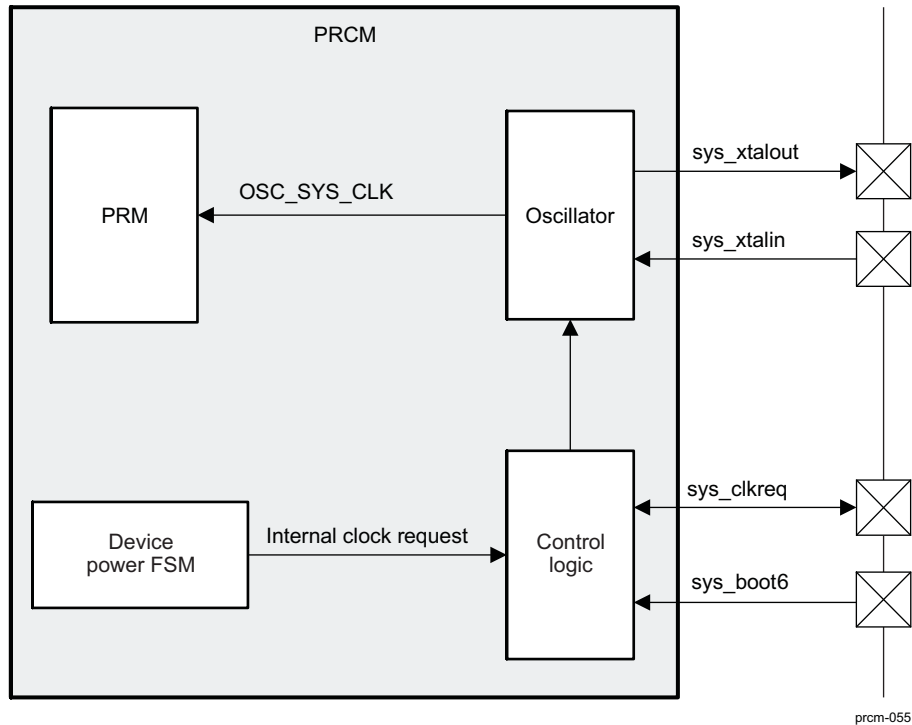 PRCM
sys_xtalout
OSC_SYS_CLK
PRM
Oscillator
sys_xtalin
sys_clkreq
Internal clock request
Device
power FSM
Control
logic
sys_boot6
prcm-055